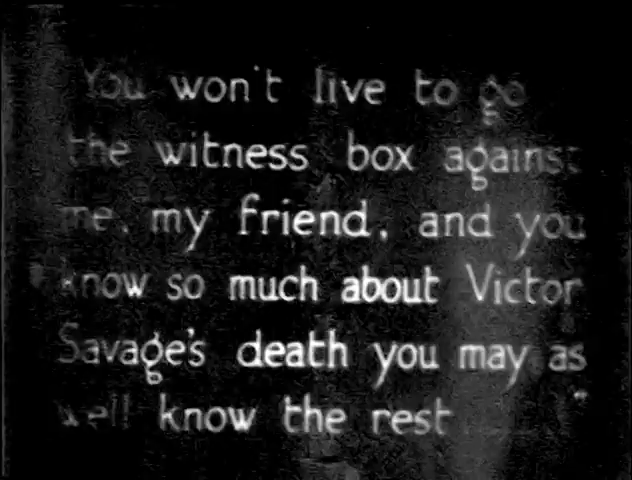 You won't live to go
the witness box against
me, my friend, and you
know so much about Victor
Savage's death you may as
well know the rest "